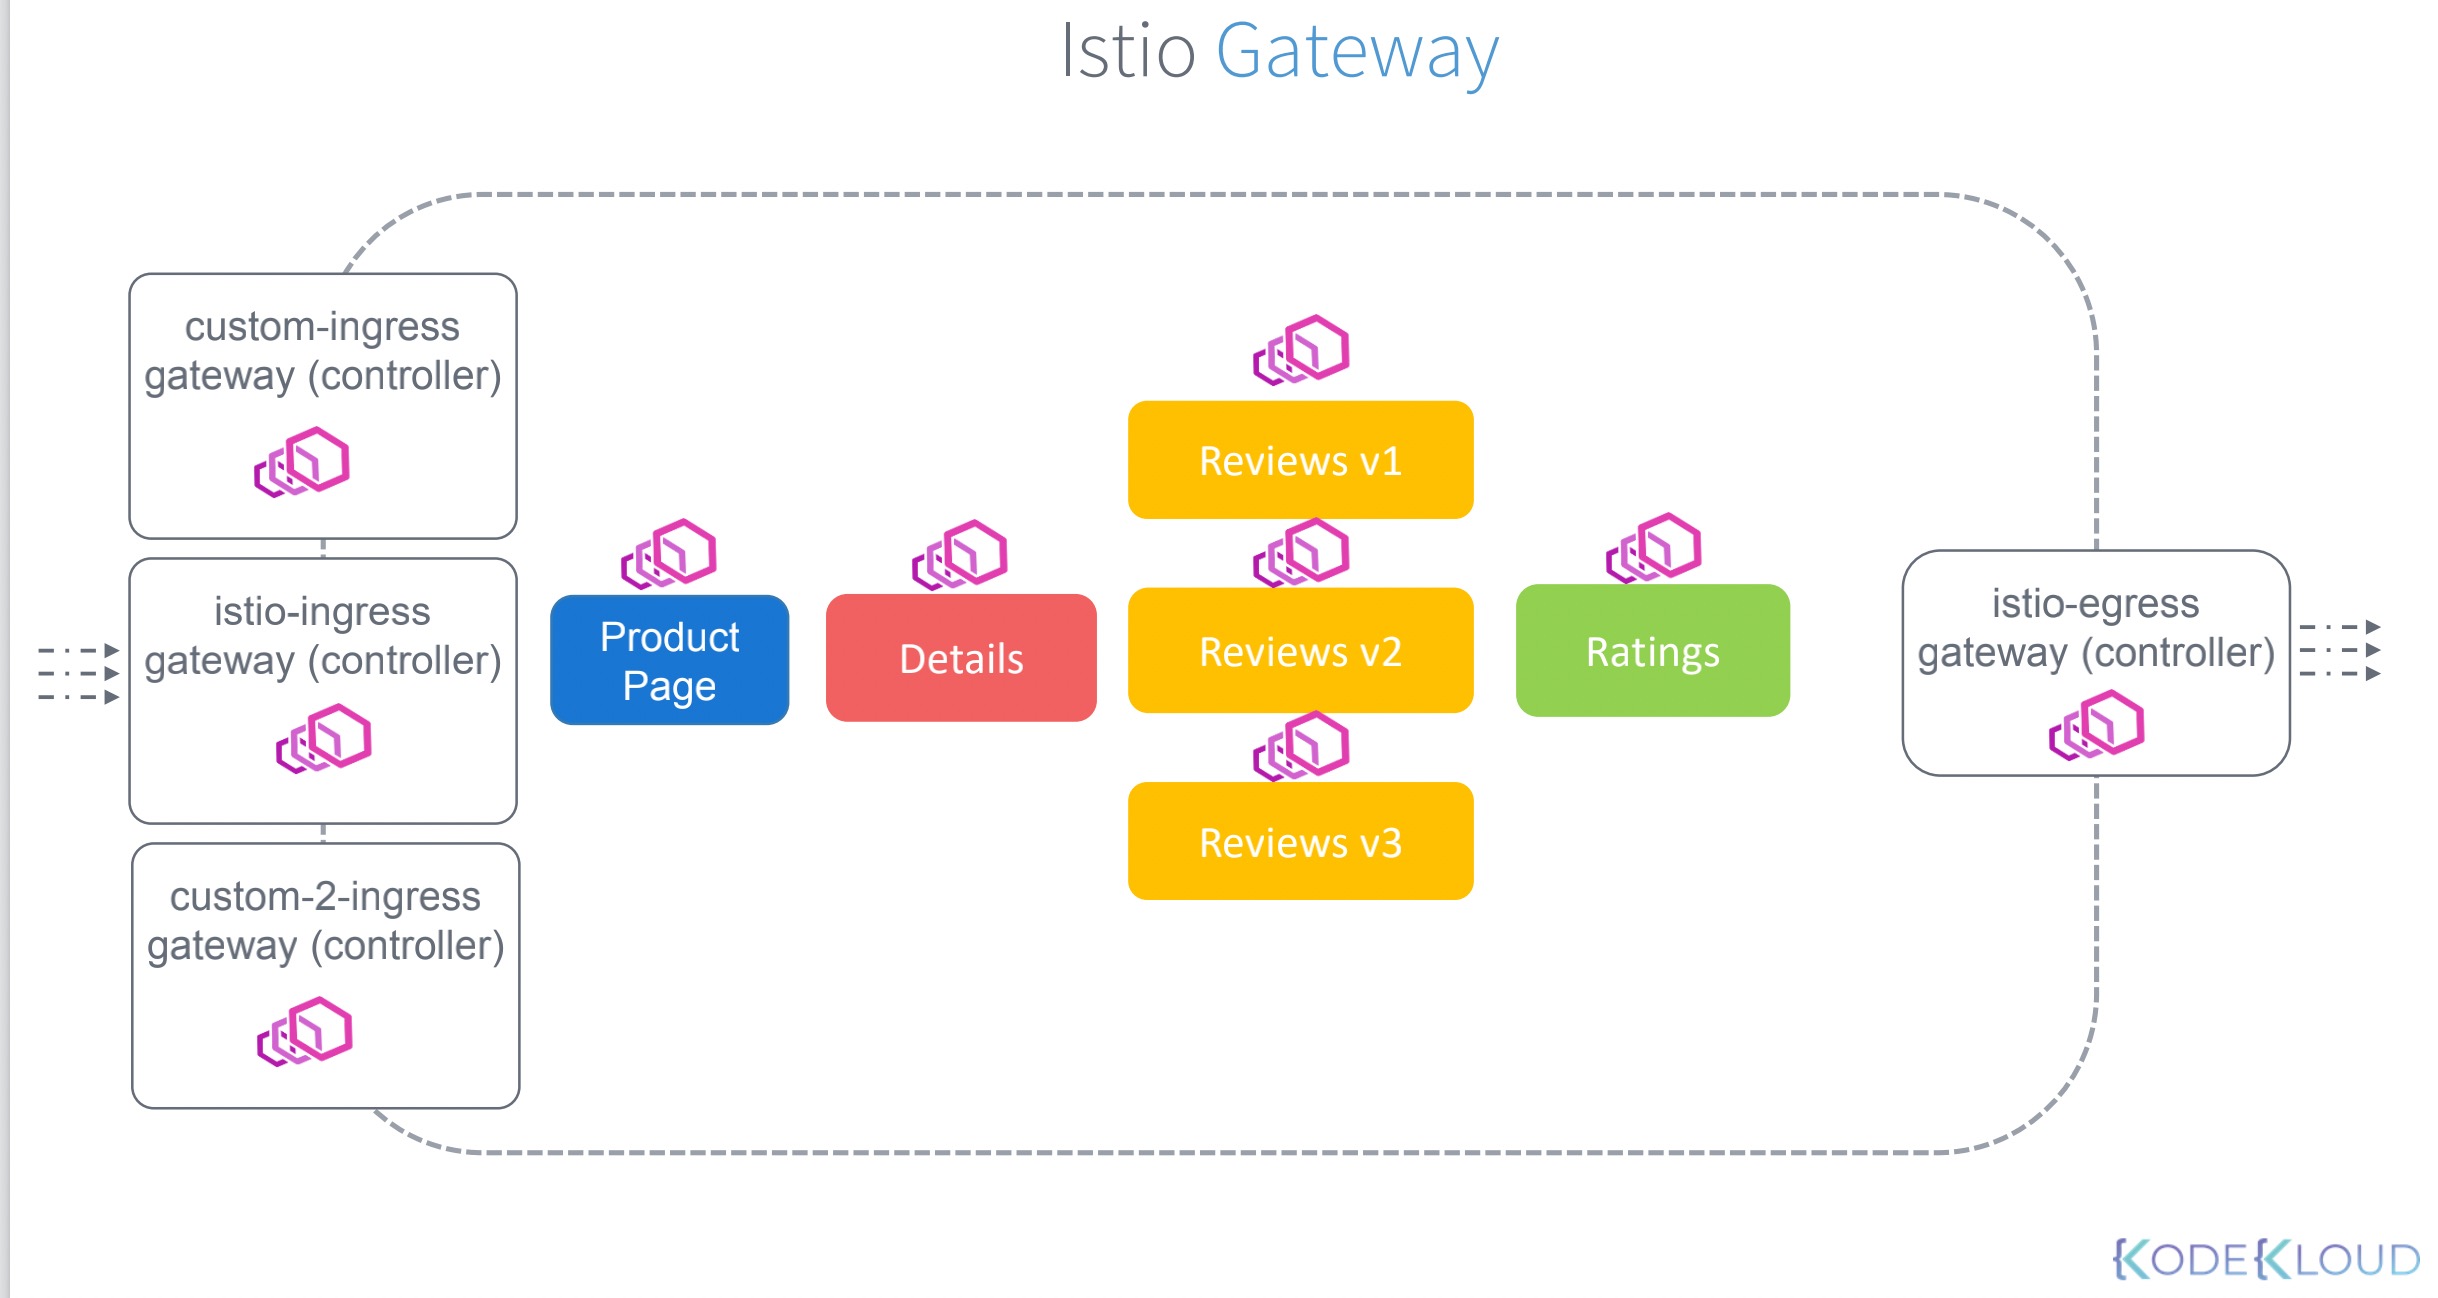 Istio Gateway
custom-ingress
gateway (controller)
istio-ingress
gateway (controller)
custom-2-ingress
gateway (controller)
Product
Page
Details
Reviews v1
Reviews v2
Reviews v3
Ratings
istio-egress
gateway (controller)
KODEKLOUD